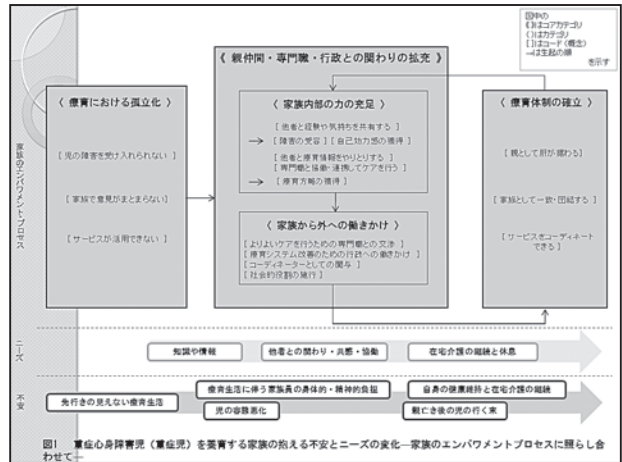 図中の
《 》はコアカテゴリ
〈 〉はカテゴリ
[ ]はコード（概念）
→は生起の順
を示す
《 親仲間・専門職・行政との関わりの拡充 》
家族のエンパワメントプロセス
〈 療育における孤立化 〉
[ 児の障害を受け入れられない ]
[ 家族で意見がまとまらない]
[ サービスが活用できない ]
〈 家族内部の力の充足 〉
[ 他者と経験や気持ちを共有する ]
→ [ 障害の受容 ] [ 自己効力感の獲得 ]
[ 他者と療育情報をやりとりする ]
[ 専門職と協働・連携してケアを行う ]
→ [ 療育方略の獲得 ]
〈 家族から外への働きかけ 〉
[ よりよいケアを行うための専門職との交渉 ]
[ 療育システム改善のための行政への働きかけ ]
[ コーディネーターとしての関与 ]
[ 社会的役割の施行 ]
〈 療育体制の確立 〉
[ 親として肝が据わる ]
[ 家族として一致・団結する ]
[ サービスをコーディネート
できる ]
ニーズ
知識や情報
他者との関わり・共感・協働
在宅介護の継続と休息
不安
先行きの見えない療育生活
療育生活に伴う家族員の身体的・精神的負担
児の容態悪化
自身の健康維持と在宅介護の継続
親亡き後の児の行く末
図1 重症心身障害児（重症児）を養育する家族の抱える不安とニーズの変化―家族のエンパワメントプロセスに照らし合
わせて―